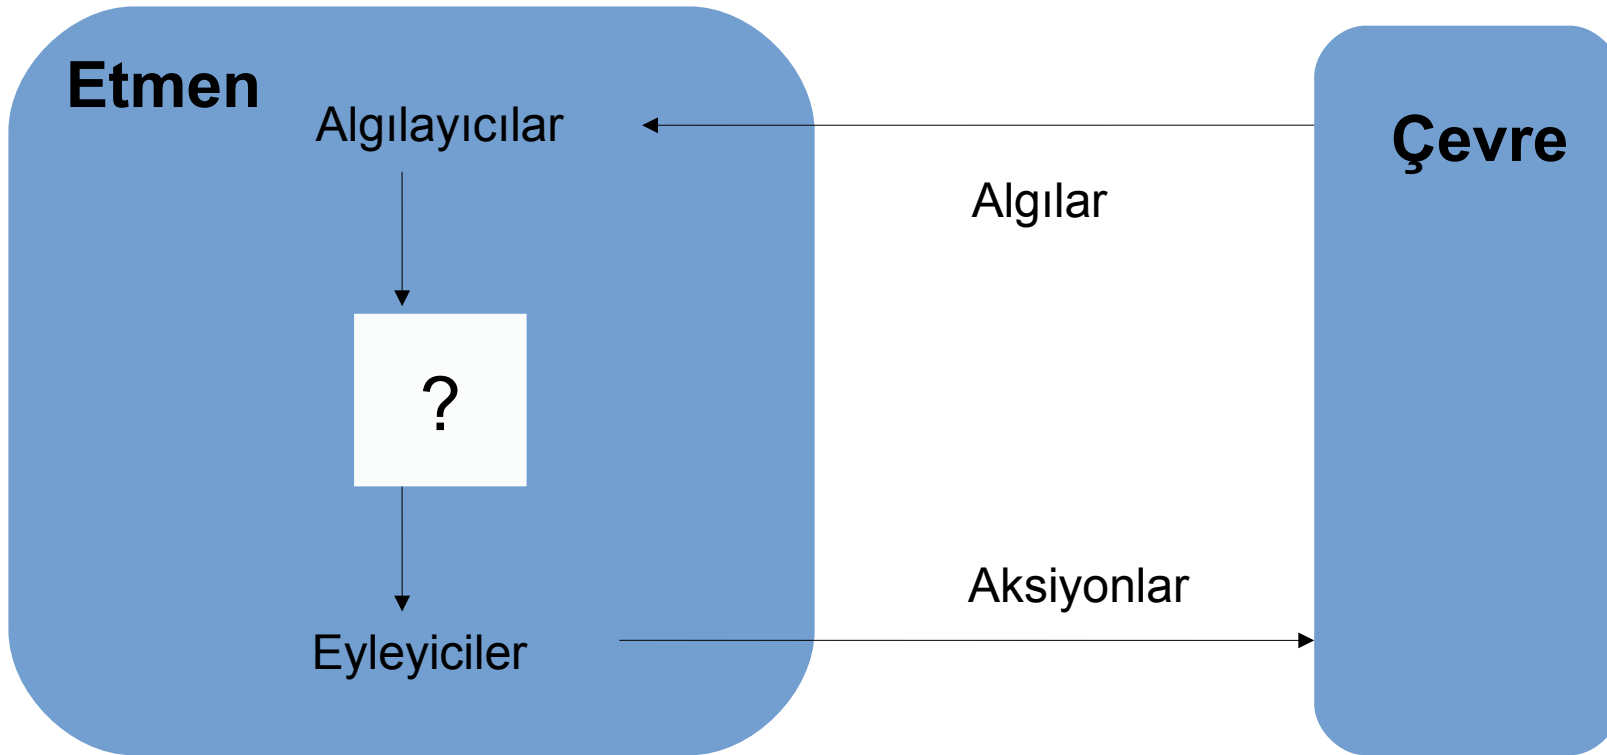 Etmen
Algılayıcılar
Çevre
Algılar
?
Aksiyonlar
Eyleyiciler